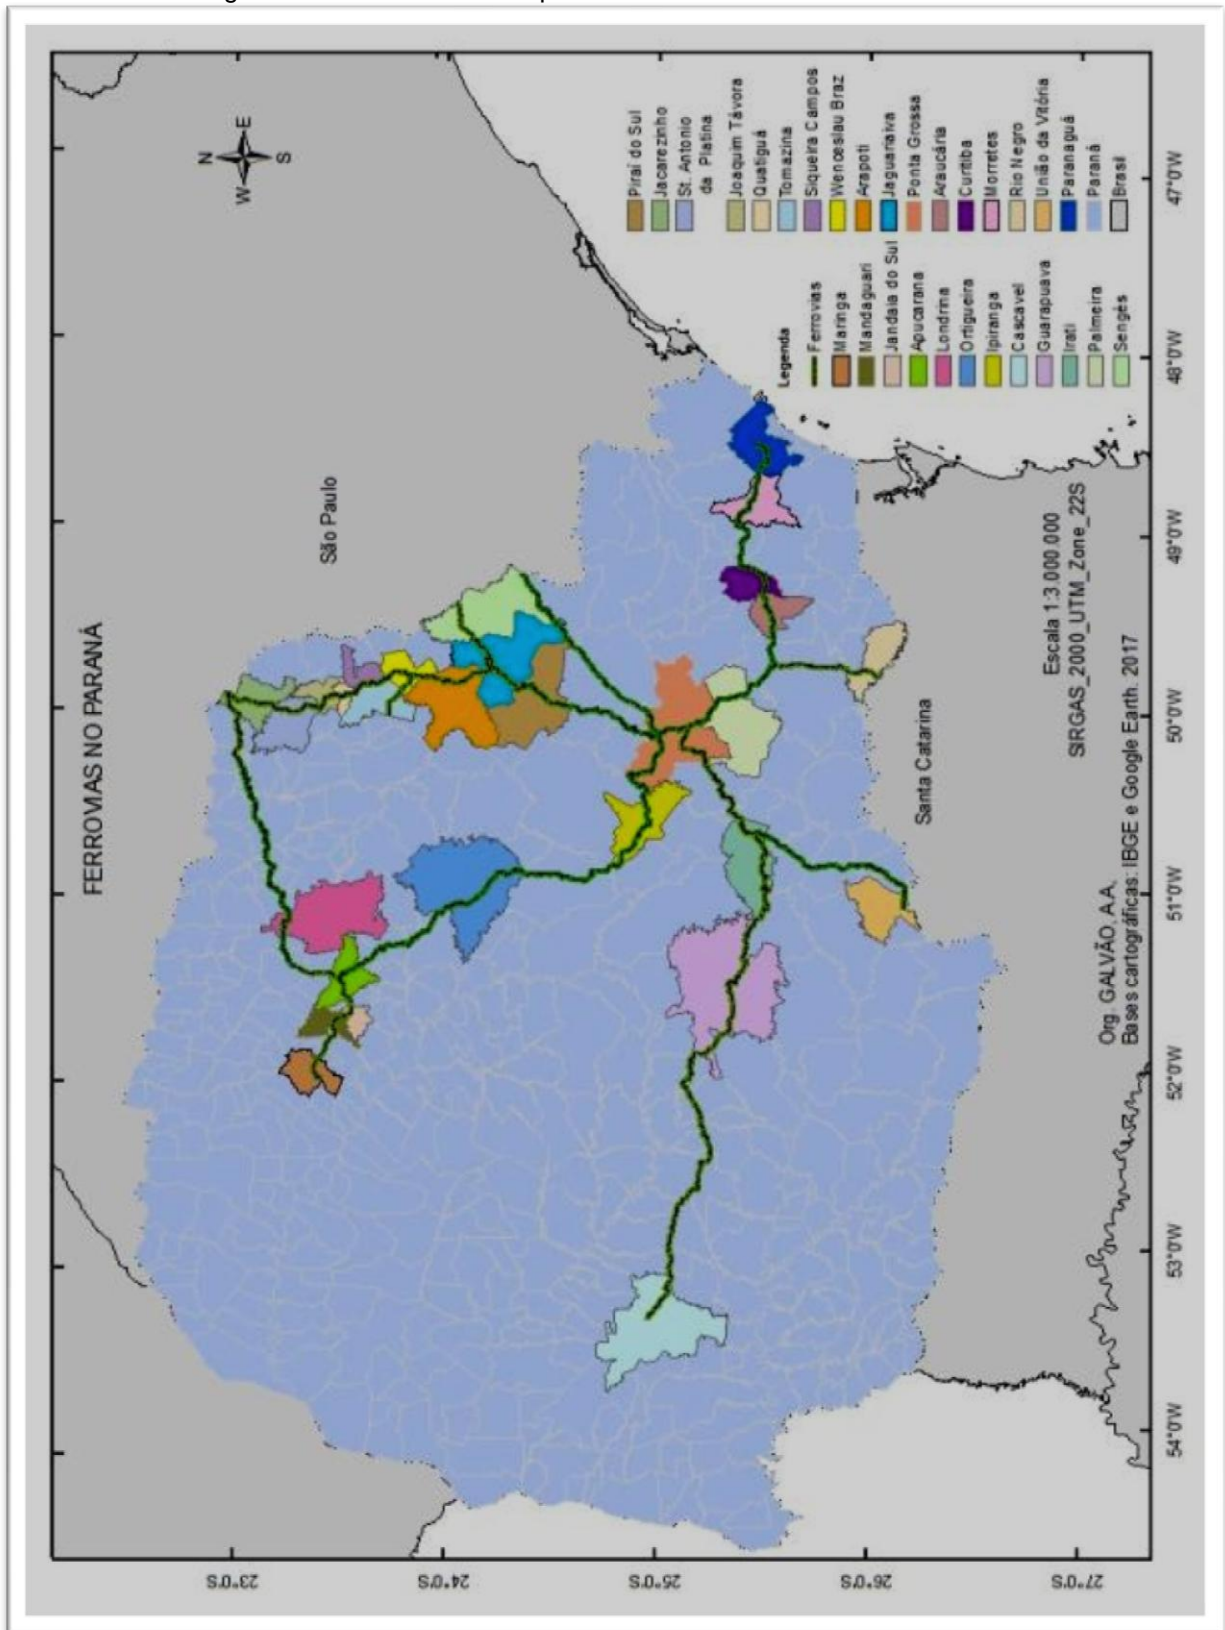 FERROVIAS NO PARANÁ
N
W E
S
São Paulo
Santa Catarina
Legenda
Ferrovias
Maringa
Mandaguari
Jandaia do Sul
Apucarana
Londrina
Ortigueira
Ipiranga
Cascavel
Guarapuava
Irati
Palmeira
Sengés
Piraí do Sul
Jacarezinho
St. Antonio
da Platina
Joaquim Távora
Quatiguá
Tomazina
Siqueira Campos
Wenceslau Braz
Arapoti
Jaguariaiva
Ponta Grossa
Araucária
Curitiba
Morretes
Rio Negro
União da Vitória
Paranaguá
Paraná
Brasil
Escala 1:3.000.000
SIRGAS_2000_UTM_Zone_22S
Org. GALVÃO, A.A.
Bases cartográficas: IBGE e Google Earth. 2017
23°0'S
24°0'S
25°0'S
26°0'S
27°0'S
54°0'W
53°0'W
52°0'W
51°0'W
50°0'W
49°0'W
48°0'W
47°0'W